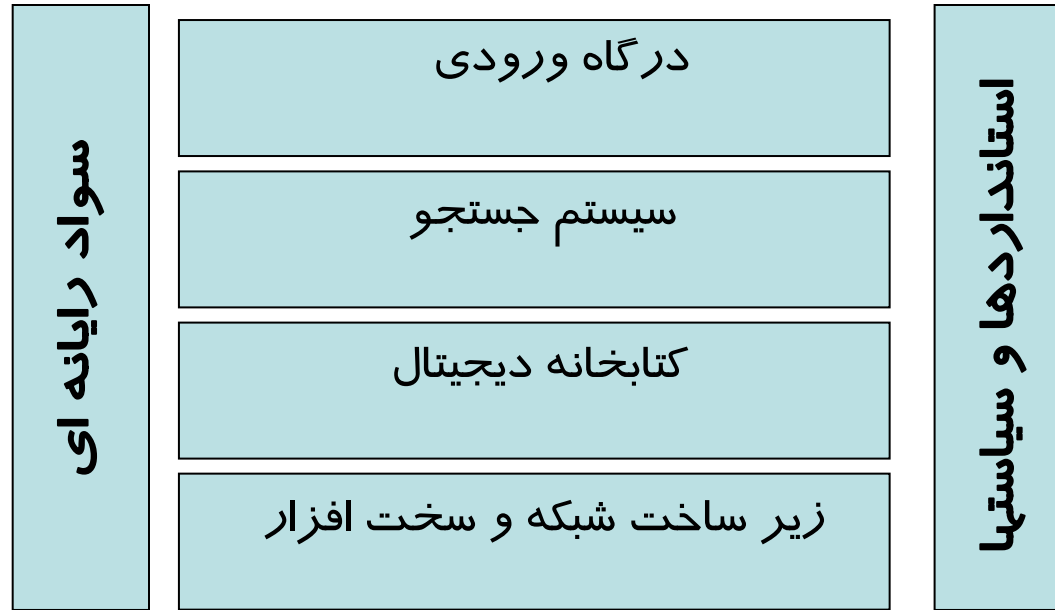 استانداردها و سیاستها
درگاه ورودی
سیستم جستجو
کتابخانه دیجیتال
زیر ساخت شبکه و سخت افزار
سواد رایانه ای